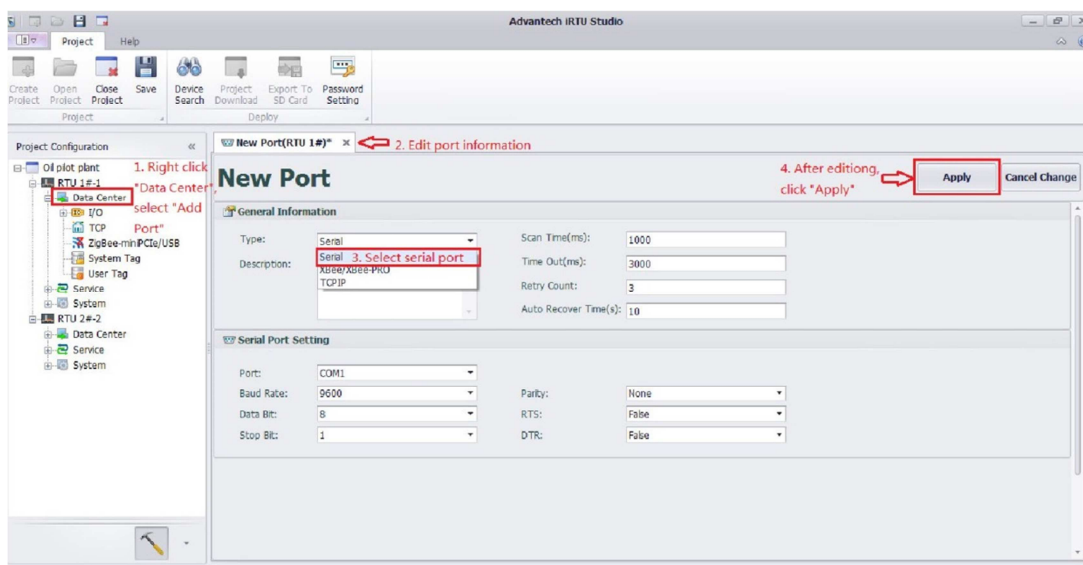 Advantech iRTU Studio
Project Help
Create Project
Open Project
Close Project
Save
Device Search
Project Download
Export To SD Card
Password Setting
Project
Deploy
Project Configuration «
New Port(RTU 1#)* × 2. Edit port information
Oil plot plant
RTU 1#-1
Data Center
I/O
TCP
ZigBee-miniPCIe/USB
System Tag
User Tag
Service
System
RTU 2#-2
Data Center
Service
System
1. Right click
"Data Center",
select "Add
Port"
New Port
4. After editiong,
click "Apply"
Apply Cancel Change
General Information
Type: Serial
Serial 3. Select serial port
XBee/XBee-PRO
TCPIP
Description:
Scan Time(ms): 1000
Time Out(ms): 3000
Retry Count: 3
Auto Recover Time(s): 10
Serial Port Setting
Port: COM1
Baud Rate: 9600 Parity: None
Data Bit: 8 RTS: False
Stop Bit: 1 DTR: False